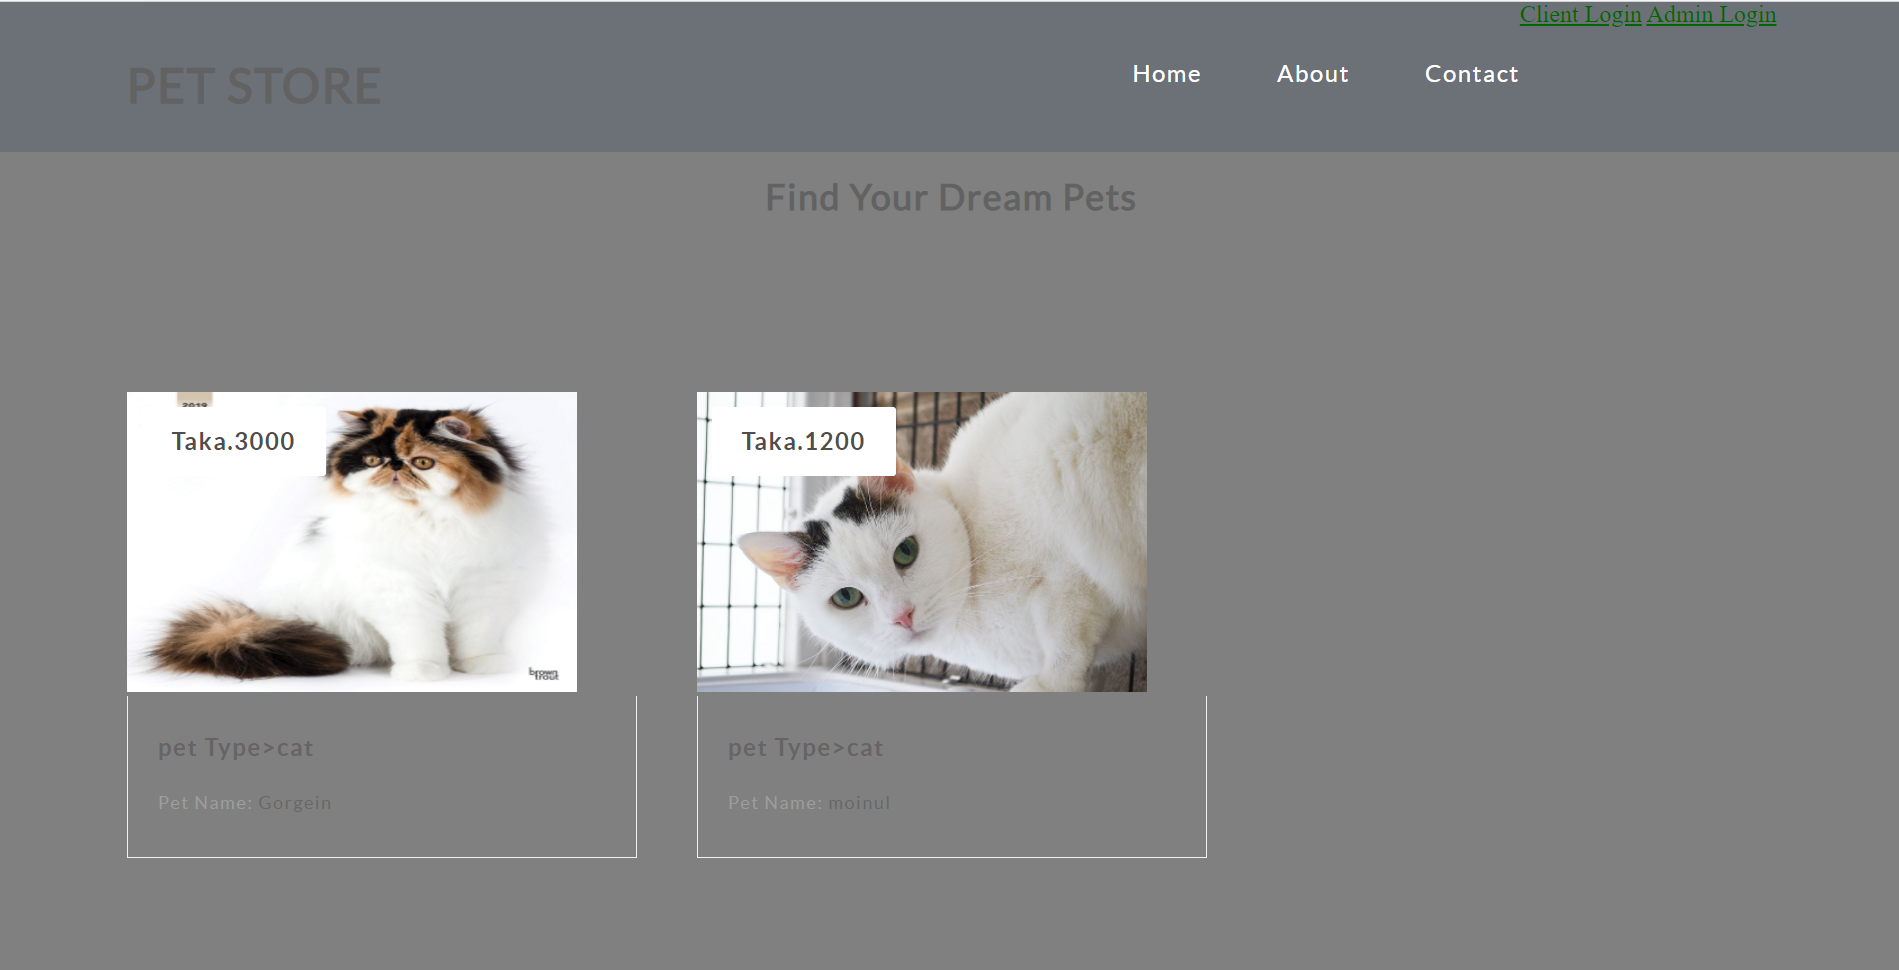 Client Login Admin Login
PET STORE
Home About Contact
Find Your Dream Pets
2019
Taka.3000
brown
trout
pet Type>cat
Pet Name: Gorgein
Taka.1200
pet Type>cat
Pet Name: moinul